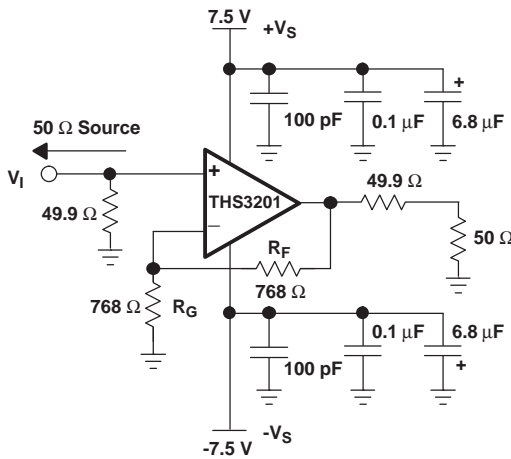 7.5 V
+VS
+
100 pF
0.1 μF
6.8 μF
50 Ω Source
VI
+
THS3201
−
49.9 Ω
49.9 Ω
50 Ω
RF
768 Ω
768 Ω
RG
0.1 μF
6.8 μF
100 pF
+
-7.5 V
-VS